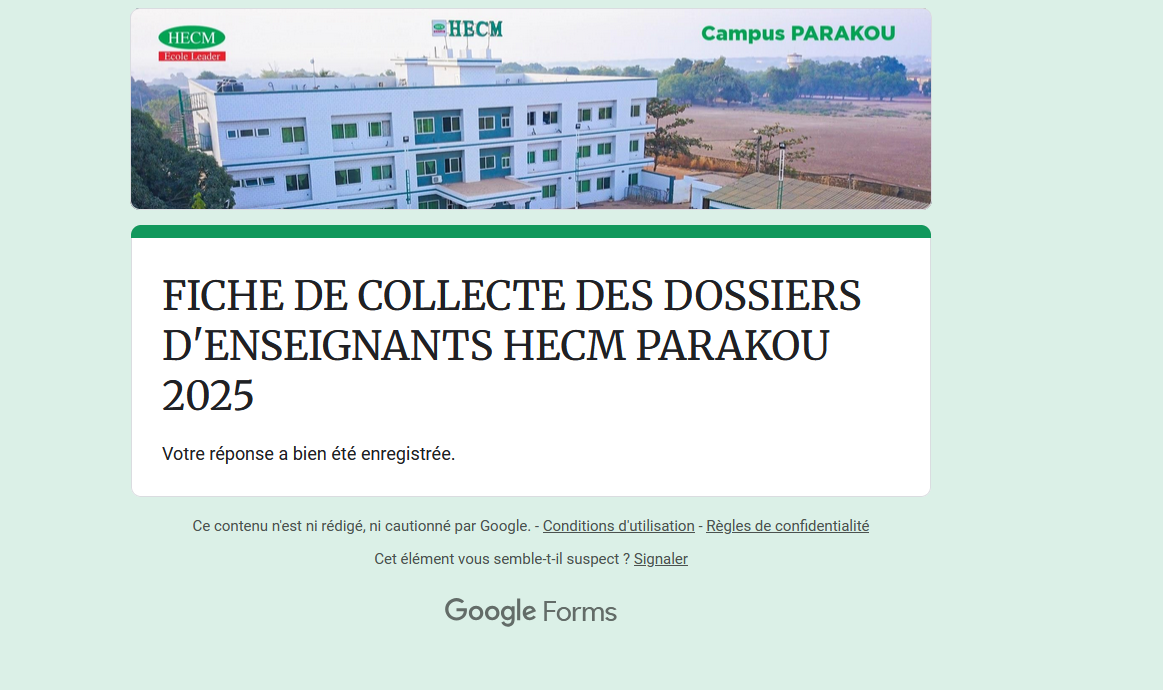 HECM
Ecole Leader
HECM
Campus PARAKOU
FICHE DE COLLECTE DES DOSSIERS
D'ENSEIGNANTS HECM PARAKOU
2025
Votre réponse a bien été enregistrée.
Ce contenu n'est ni rédigé, ni cautionné par Google. - Conditions d'utilisation - Règles de confidentialité
Cet élément vous semble-t-il suspect ? Signaler
Google Forms